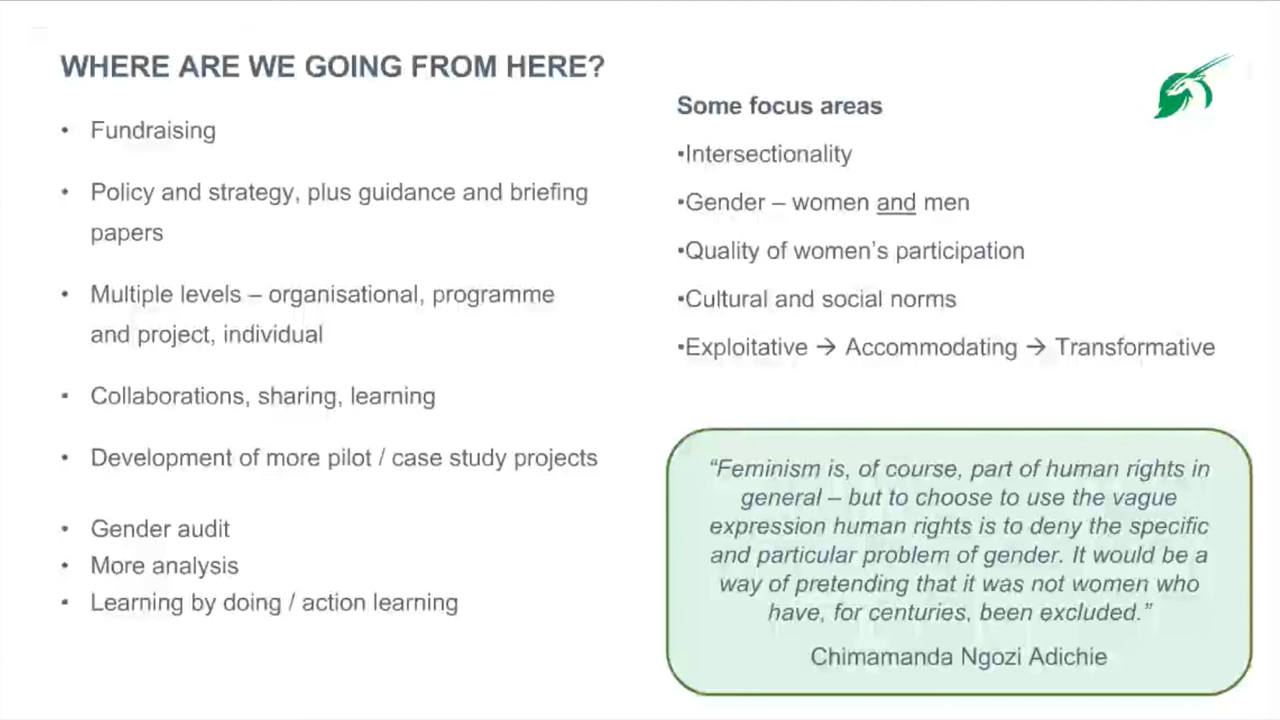 WHERE ARE WE GOING FROM HERE?
• Fundraising
• Policy and strategy, plus guidance and briefing
papers
• Multiple levels – organisational, programme
and project, individual
• Collaborations, sharing, learning
• Development of more pilot / case study projects
• Gender audit
• More analysis
• Learning by doing / action learning
Some focus areas
•Intersectionality
•Gender – women and men
•Quality of women’s participation
•Cultural and social norms
•Exploitative → Accommodating → Transformative
“Feminism is, of course, part of human rights in
general – but to choose to use the vague
expression human rights is to deny the specific
and particular problem of gender. It would be a
way of pretending that it was not women who
have, for centuries, been excluded.”
Chimamanda Ngozi Adichie